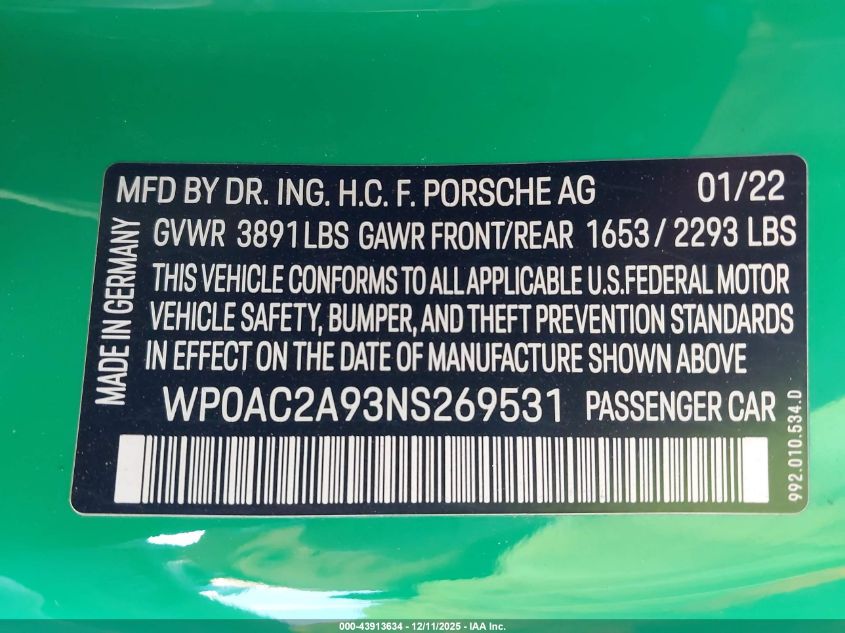 MFD BY DR. ING. H.C. F. PORSCHE AG 01/22
GVWR 3891 LBS GAWR FRONT/REAR 1653 / 2293 LBS
THIS VEHICLE CONFORMS TO ALL APPLICABLE U.S. FEDERAL MOTOR
VEHICLE SAFETY, BUMPER, AND THEFT PREVENTION STANDARDS
IN EFFECT ON THE DATE OF MANUFACTURE SHOWN ABOVE
WP0AC2A93NS269531 PASSENGER CAR
MADE IN GERMANY
992.010.534.D
000-43913634 - 12/11/2025 - IAA Inc.